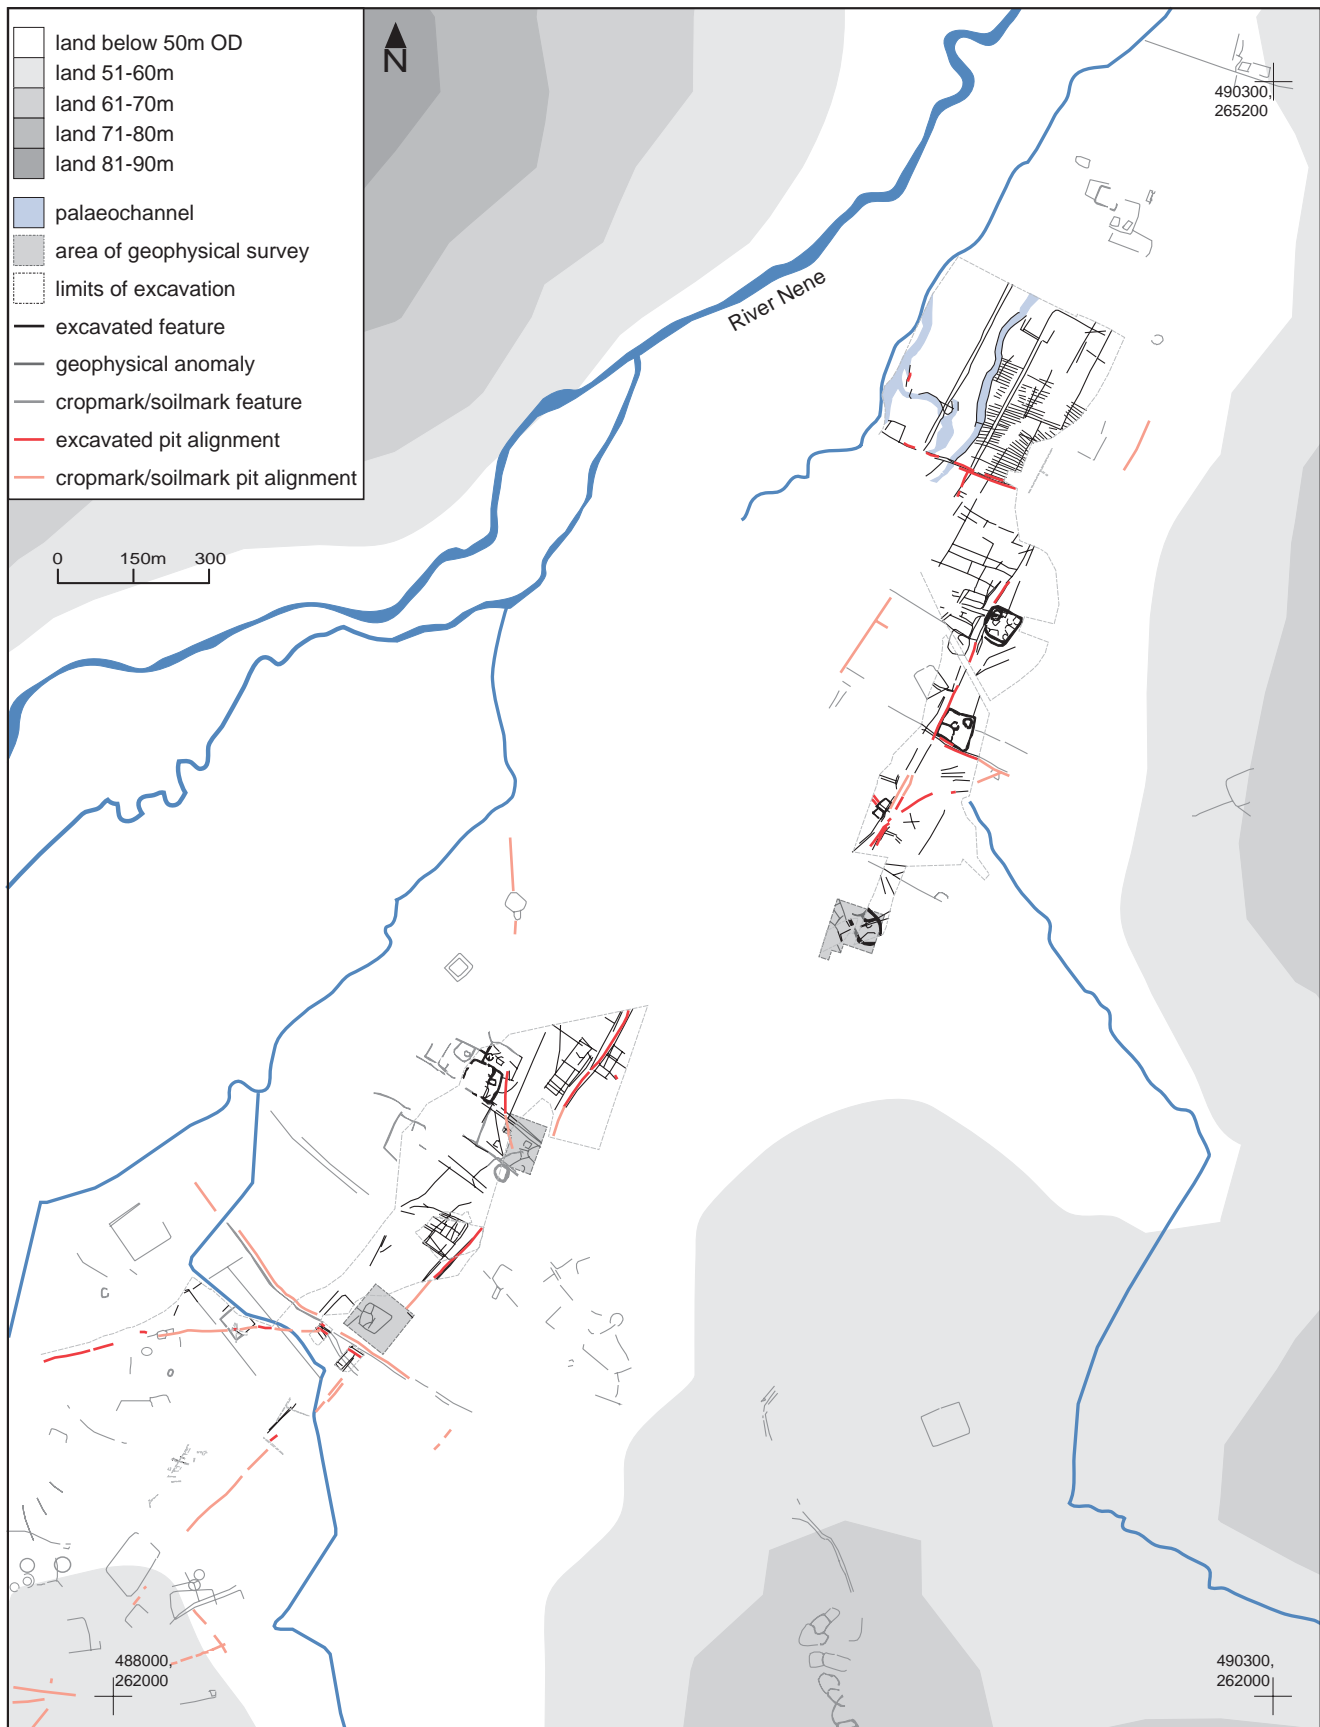 land below 50m OD
land 51-60m
land 61-70m
land 71-80m
land 81-90m
palaeochannel
area of geophysical survey
limits of excavation
excavated feature
geophysical anomaly
cropmark/soilmark feature
excavated pit alignment
cropmark/soilmark pit alignment
0 150m 300
N
River Nene
490300,
265200
488000,
262000
490300,
262000